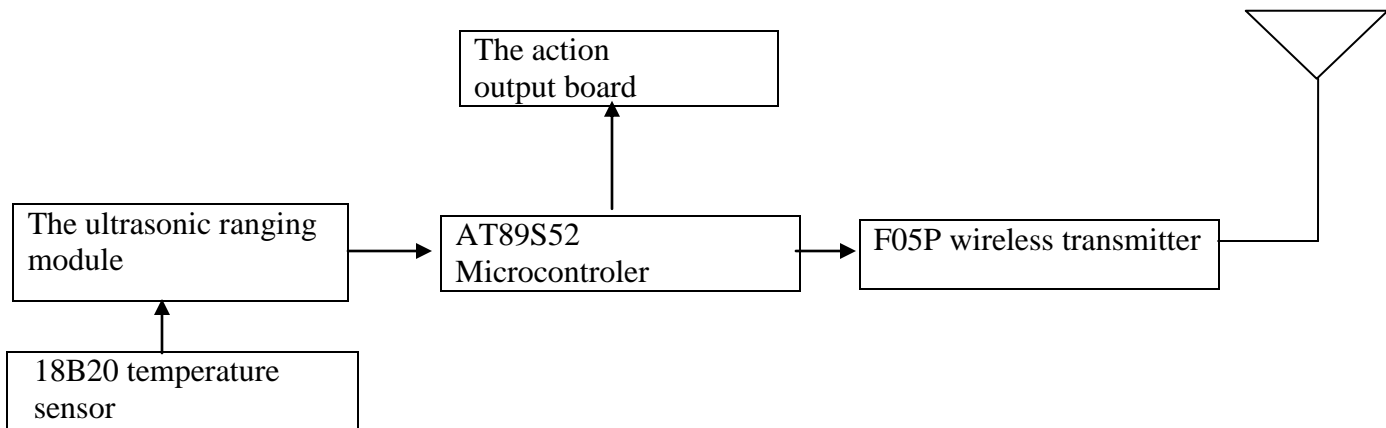 The action
output board
The ultrasonic ranging
module
AT89S52
Microcontroler
F05P wireless transmitter
18B20 temperature
sensor